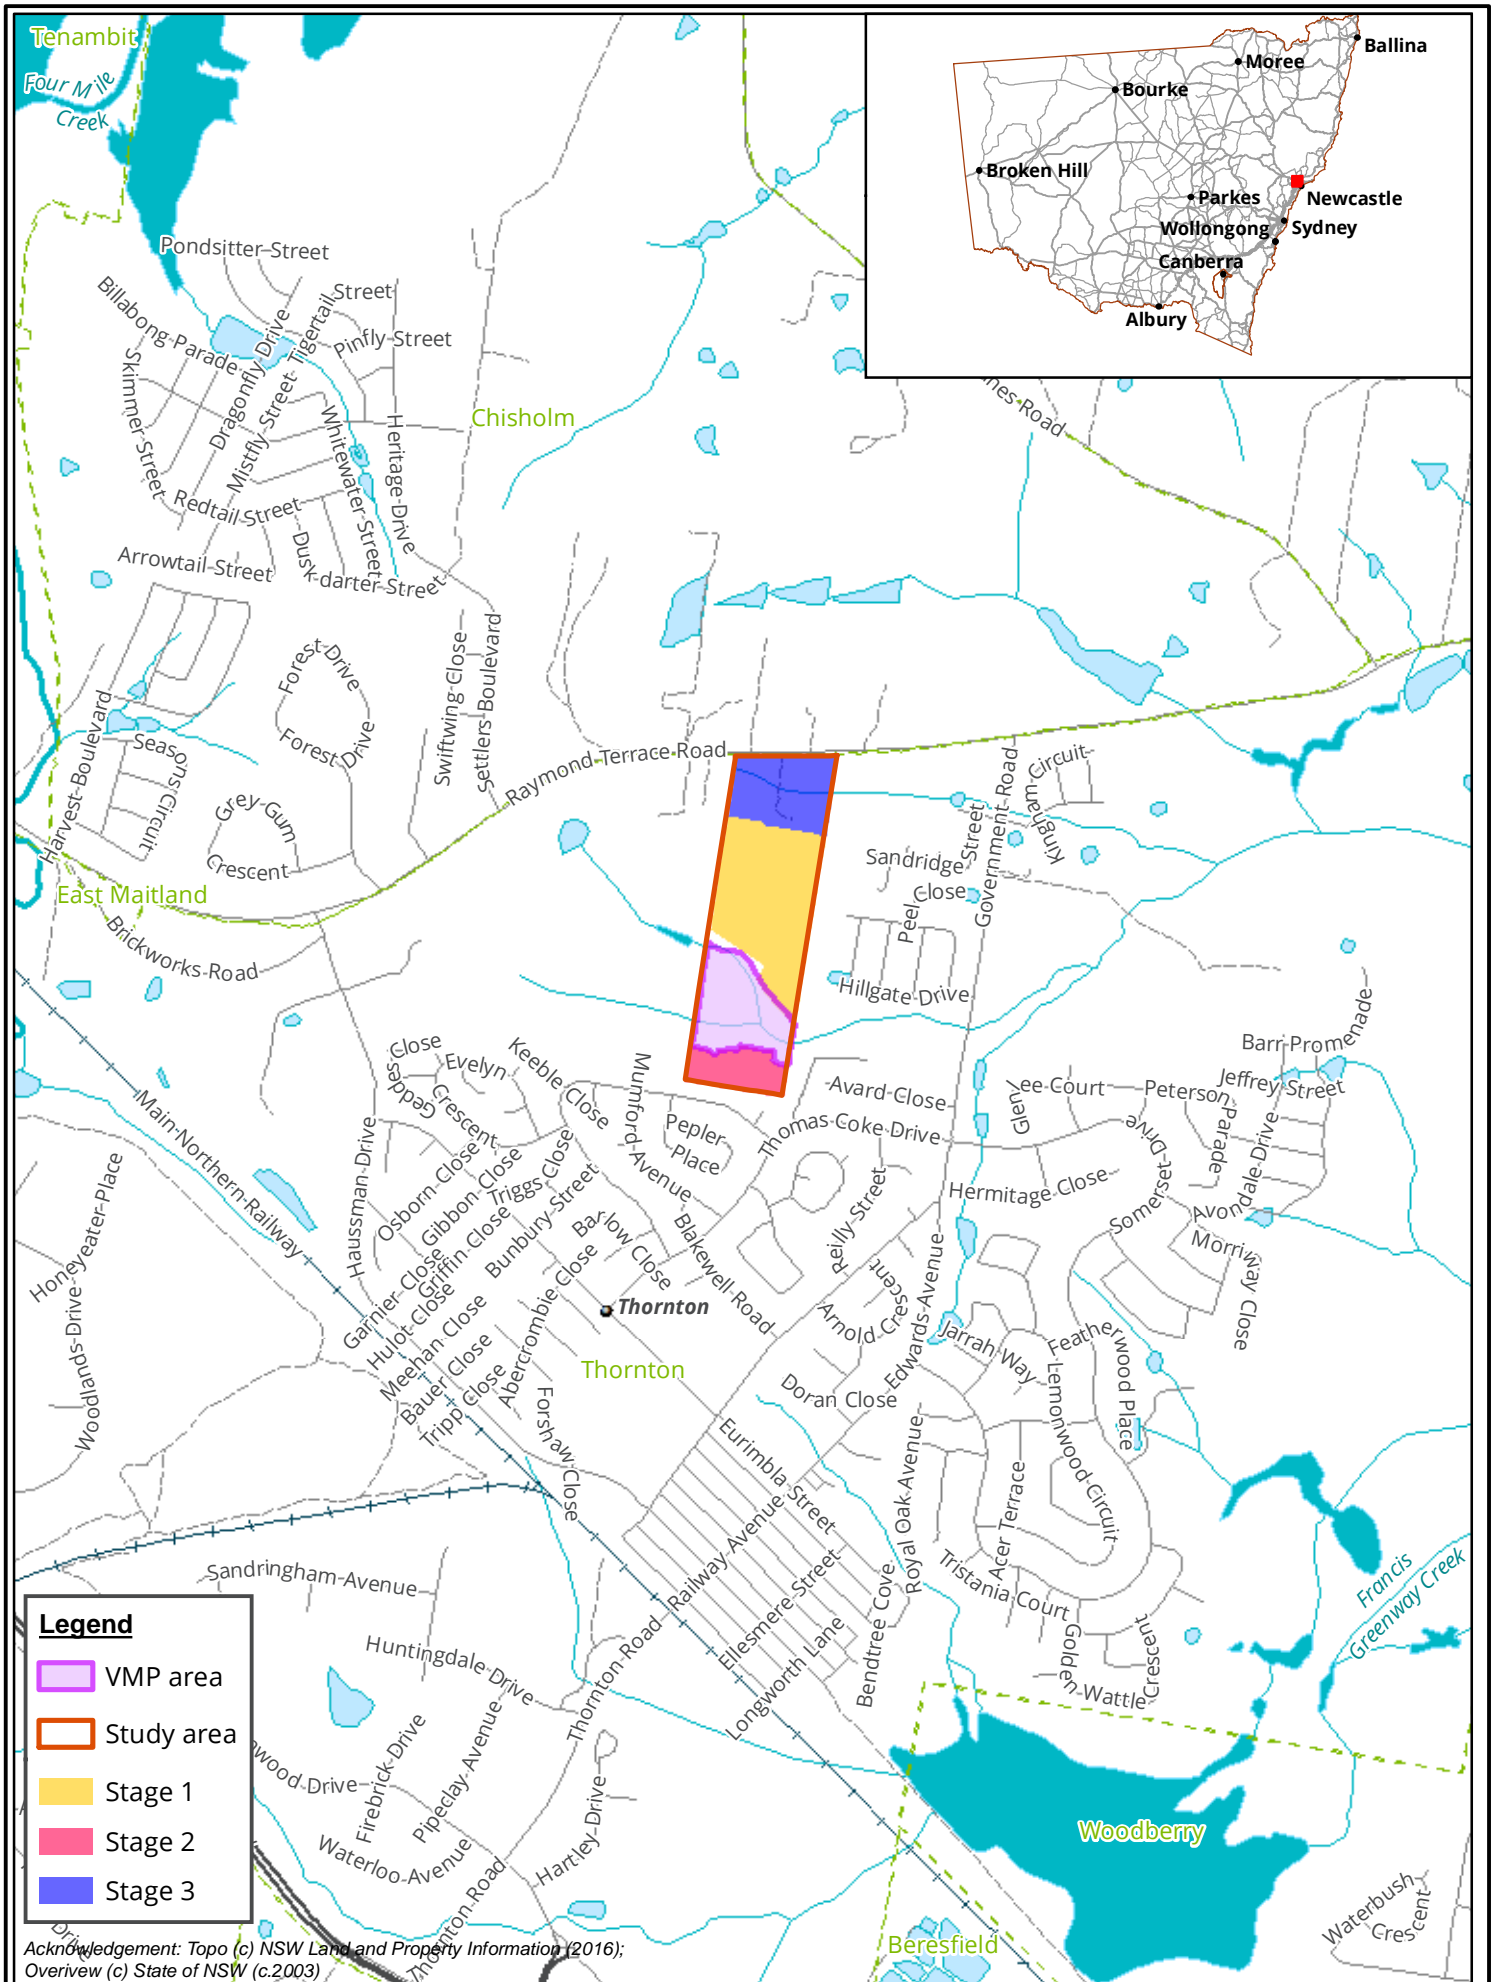 Tenambit
Four Mile
Creek
Ballina
Moree
Bourke
Broken Hill
Parkes
Newcastle
Wollongong
Sydney
Canberra
Albury
Pondsitter Street
Billabong Parade
Skimmer Street
Dragonfly Drive
Mistfly Street
Tigertail Street
Pinfly Street
Whitewater Street
Heritage Drive
Redtail Street
Arrowtail Street
Dusk-darter Street
Chisholm
Forest Drive
Forest Drive
Swiftwing Close
Settlers Boulevard
Harvest Boulevard
Seasons Circuit
Grey Gum
Crescent
Raymond Terrace Road
East Maitland
Brickworks Road
Government Road
Kingham Circuit
Sandridge Street
Peel Close
Hillgate Drive
Barri Promenade
Jeffrey Street
Close
Geddes
Evelyn
Crescent
Keeble Close
Mumford Avenue
Pepler
Place
Avard Close
Thomas Coke Drive
Glenlee Court
Peterson Parade
Somerset Drive
Avondale Drive
Hermitage Close
Morriway Close
Main Northern Railway
Honeyeater Place
Woodlands Drive
Haussman Drive
Osborn Close
Gibbon Close
Triggs Close
Griffin Close
Bunbury Street
Barlow Close
Blakewell Road
Reilly Street
Garnier Close
Hulot Close
Meehan Close
Bauer Close
Tripp Close
Abercrombie Close
Forshaw Close
Thornton
Thornton
Arnold Crescent
Edwards Avenue
Doran Close
Jarrah Way
Featherwood Place
Lemonwood Circuit
Eurimbla Street
Railway Avenue
Ellesmere Street
Longworth Lane
Royal Oak Avenue
Bendtree Cove
Acer Terrace
Tristania Court
Golden Wattle
Crescent
Francis
Greenway Creek
Sandringham Avenue
Huntingdale Drive
Thornton Road
wood Drive
Firebrick Drive
Pipeclay Avenue
Waterloo Avenue
Hartley Drive
Thornton Road
Woodberry
Beresfield
Waterbush
Crescent
Drive
Legend
VMP area
Study area
Stage 1
Stage 2
Stage 3
Acknowledgement: Topo (c) NSW Land and Property Information (2016);
Overivew (c) State of NSW (c.2003)